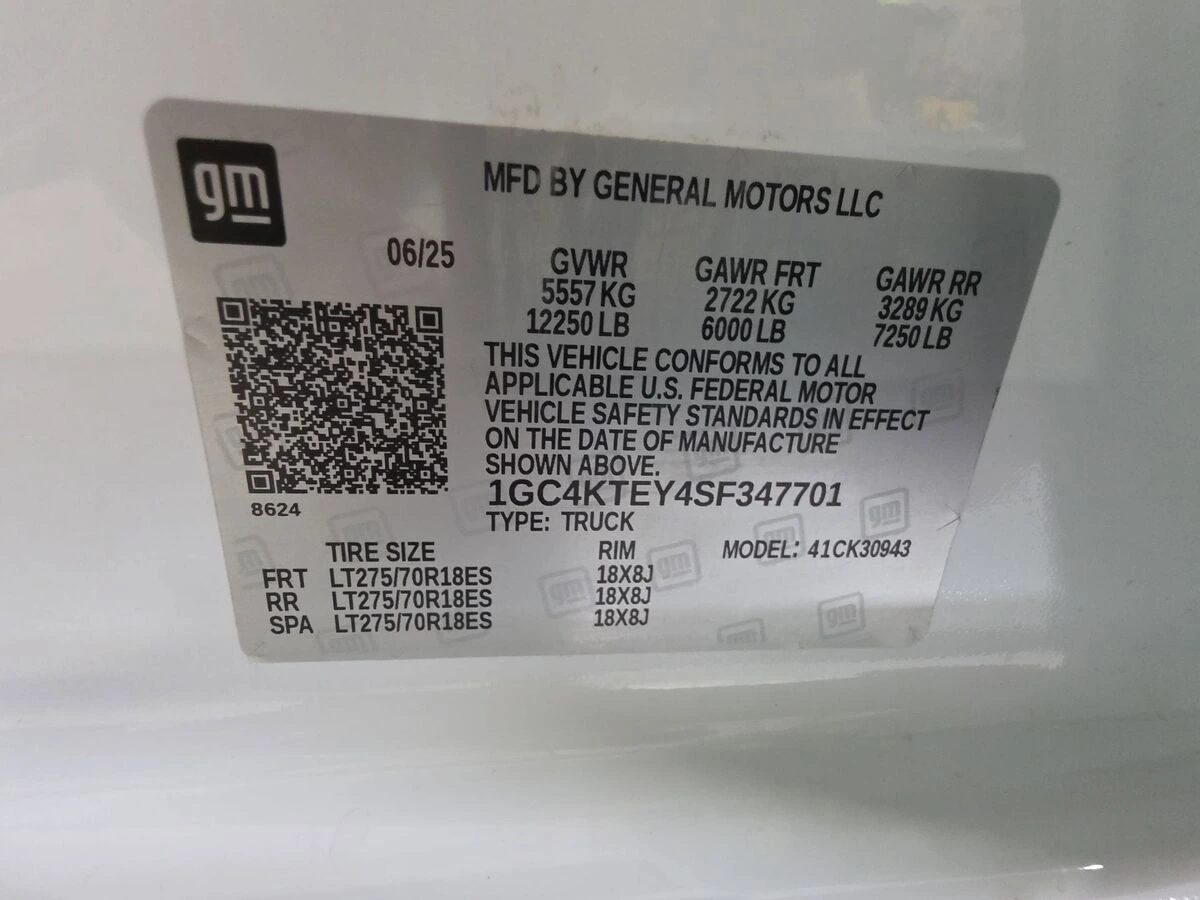 gm
MFD BY GENERAL MOTORS LLC
06/25
GVWR GAWR FRT GAWR RR
5557 KG 2722 KG 3289 KG
12250 LB 6000 LB 7250 LB
THIS VEHICLE CONFORMS TO ALL
APPLICABLE U.S. FEDERAL MOTOR
VEHICLE SAFETY STANDARDS IN EFFECT
ON THE DATE OF MANUFACTURE
SHOWN ABOVE.
1GC4KTEY4SF347701
8624
TYPE: TRUCK
TIRE SIZE RIM MODEL: 41CK30943
FRT LT275/70R18ES 18X8J
RR LT275/70R18ES 18X8J
SPA LT275/70R18ES 18X8J